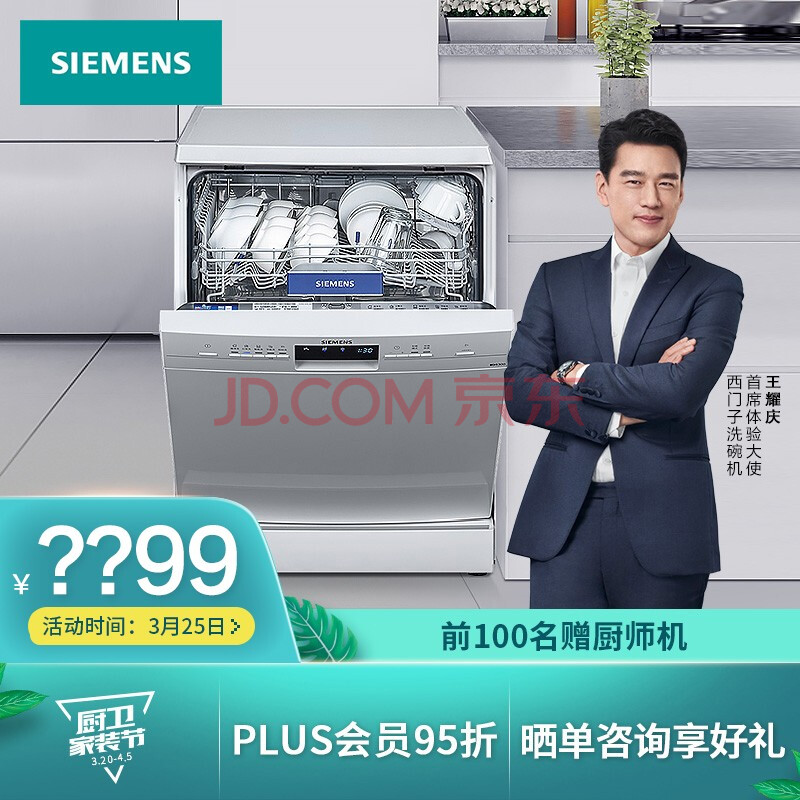 SIEMENS
SIEMENS
SIEMENS
1:30
JD.COM 京东
王耀庆
首席体验大使
西门子洗碗机
¥ ??99
活动时间：3月25日
前100名赠厨师机
厨卫
家装节
3.20-4.5
PLUS会员95折
晒单咨询享好礼